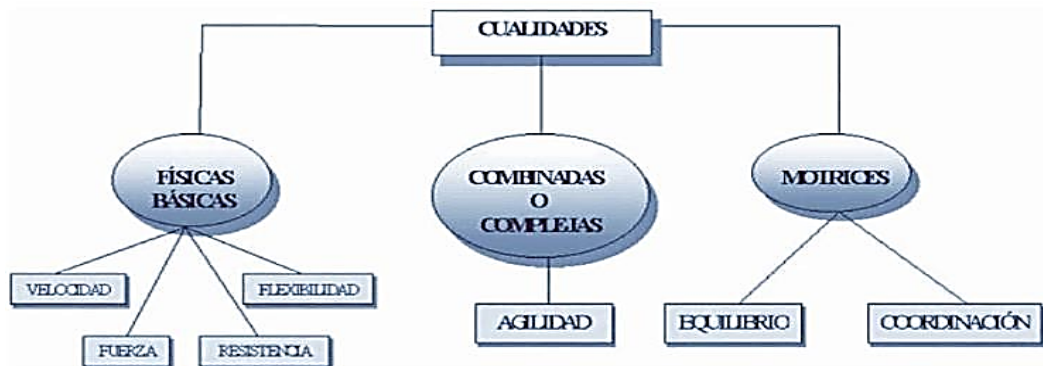 CUALIDADES
FÍSICAS
BÁSICAS
COMBINADAS
O
COMPLEJAS
MOTRICES
VELOCIDAD
FLEXIBILIDAD
FUERZA
RESISTENCIA
AGILIDAD
EQUILIBRIO
COORDINACIÓN